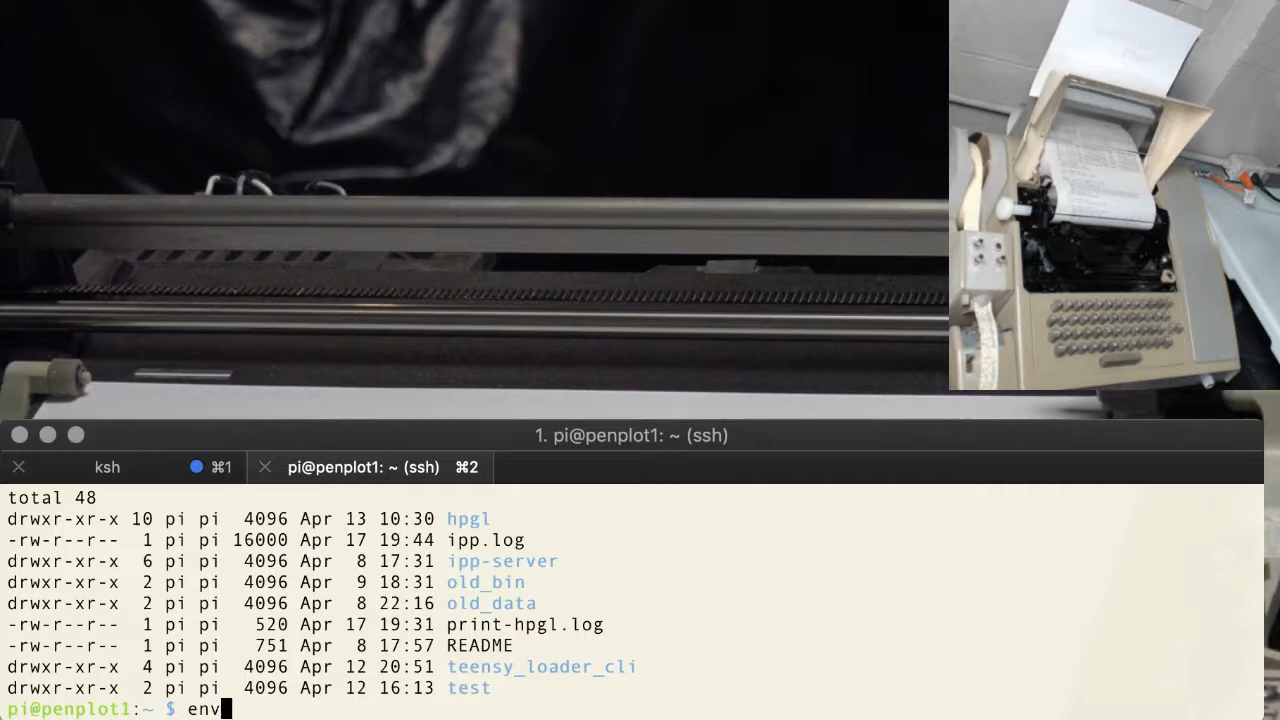 1. pi@penplot1: ~ (ssh)
ksh ⌘1 pi@penplot1: ~ (ssh) ⌘2
total 48
drwxr-xr-x 10 pi pi  4096 Apr 13 10:30 hpgl
-rw-r--r--  1 pi pi 16000 Apr 17 19:44 ipp.log
drwxr-xr-x  6 pi pi  4096 Apr  8 17:31 ipp-server
drwxr-xr-x  2 pi pi  4096 Apr  9 18:31 old_bin
drwxr-xr-x  2 pi pi  4096 Apr  8 22:16 old_data
-rw-r--r--  1 pi pi   520 Apr 17 19:31 print-hpgl.log
-rw-r--r--  1 pi pi   751 Apr  8 17:57 README
drwxr-xr-x  4 pi pi  4096 Apr 12 20:51 teensy_loader_cli
drwxr-xr-x  2 pi pi  4096 Apr 12 16:13 test
pi@penplot1:~ $ env